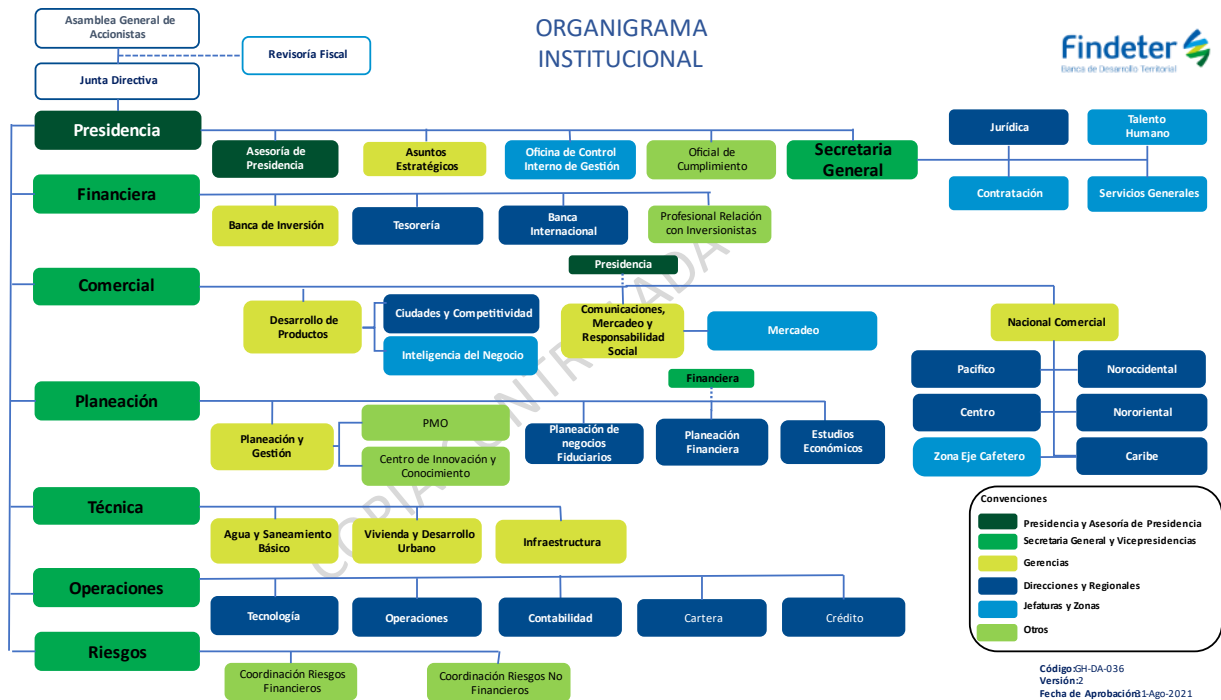 ORGANIGRAMA
INSTITUCIONAL
Findeter
Banca de Desarrollo Territorial
Asamblea General de
Accionistas
Revisoría Fiscal
Junta Directiva
Presidencia
Asesoría de
Presidencia
Asuntos
Estratégicos
Oficina de Control
Interno de Gestión
Oficial de
Cumplimiento
Secretaria
General
Jurídica
Talento
Humano
Contratación
Servicios Generales
Financiera
Banca de Inversión
Tesorería
Banca
Internacional
Profesional Relación
con Inversionistas
Comercial
Presidencia
Desarrollo de
Productos
Ciudades y Competitividad
Inteligencia del Negocio
Comunicaciones,
Mercadeo y
Responsabilidad
Social
Mercadeo
Nacional Comercial
Pacifico
Noroccidental
Centro
Nororiental
Zona Eje Cafetero
Caribe
Planeación
Financiera
Planeación y
Gestión
PMO
Centro de Innovación y
Conocimiento
Planeación de
negocios
Fiduciarios
Planeación
Financiera
Estudios
Económicos
Técnica
Agua y Saneamiento
Básico
Vivienda y Desarrollo
Urbano
Infraestructura
Operaciones
Tecnología
Operaciones
Contabilidad
Cartera
Crédito
Riesgos
Coordinación Riesgos
Financieros
Coordinación Riesgos No
Financieros
Convenciones
Presidencia y Asesoría de Presidencia
Secretaria General y Vicepresidencias
Gerencias
Direcciones y Regionales
Jefaturas y Zonas
Otros
Código:GH-DA-036
Versión:2
Fecha de Aprobación:31-Ago-2021